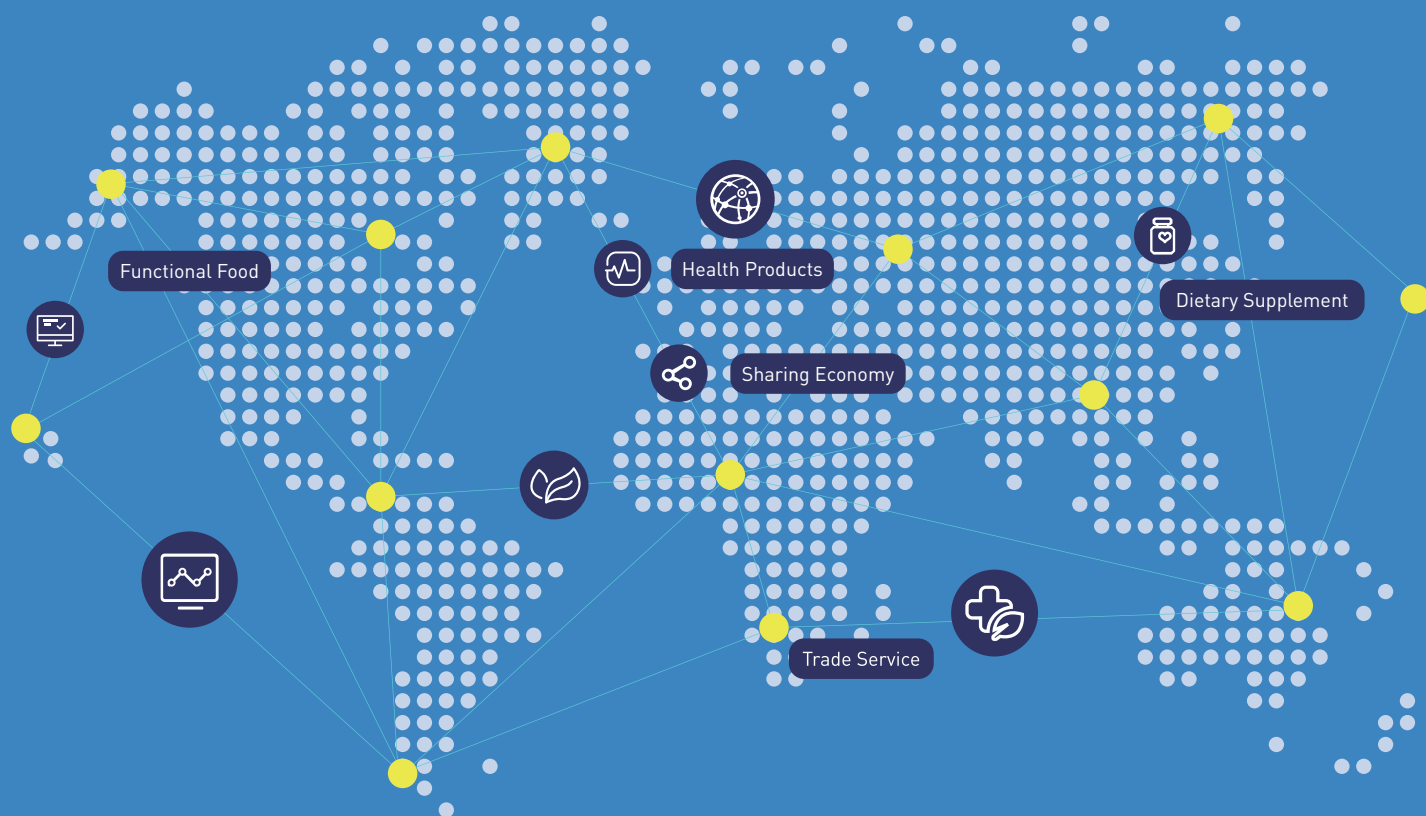 Functional Food
Health Products
Dietary Supplement
Sharing Economy
Trade Service